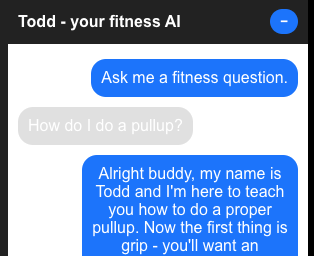 Todd - your fitness AI
–
Ask me a fitness question.
How do I do a pullup?
Alright buddy, my name is
Todd and I'm here to teach
you how to do a proper
pullup. Now the first thing is
grip - you'll want an